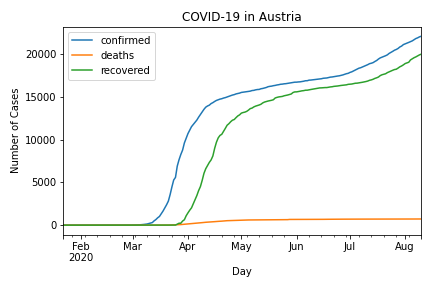 COVID-19 in Austria
confirmed
deaths
recovered
Number of Cases
20000
15000
10000
5000
0
Feb Mar Apr May Jun Jul Aug
2020
Day